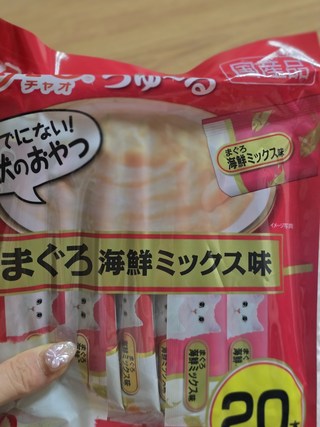 チャオ ちゅ〜る 国産品
でにない!
状のおやつ
まぐろ
海鮮ミックス味
イメージ写真
まぐろ 海鮮ミックス味
まぐろ
海鮮ミックス味
20